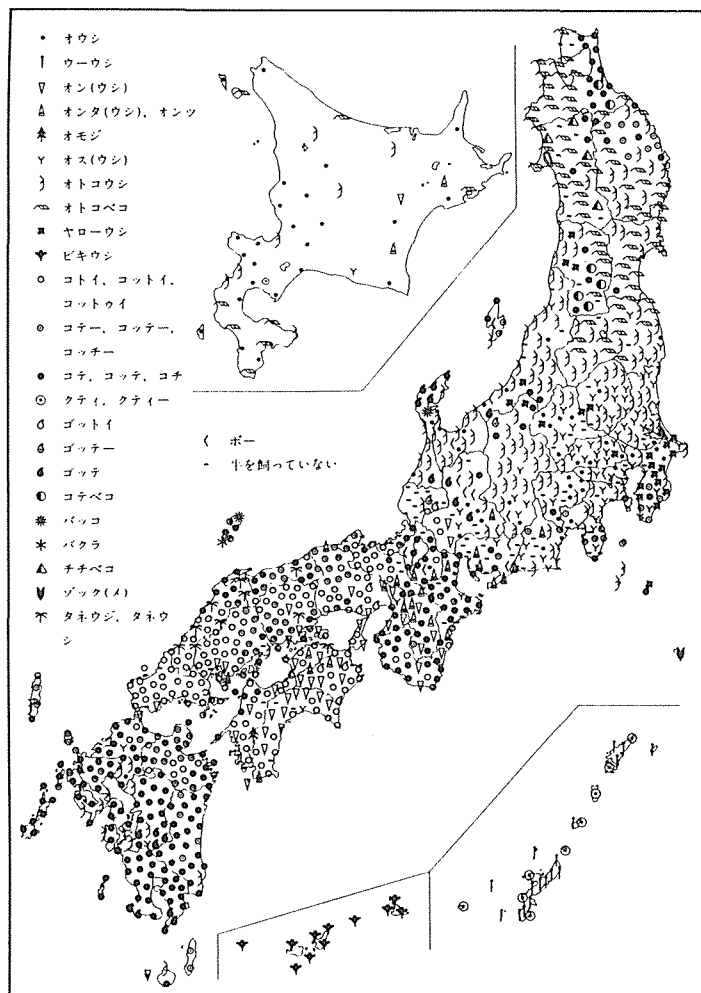 オウシ
ウーウシ
オン(ウシ)
オンタ(ウシ), オンツ
オモジ
オス(ウシ)
オトコウシ
オトコベコ
ヤローウシ
ビキウシ
コトイ, コットイ,
コットゥイ
コテー, コッテー,
コッチー
コテ, コッテ, コチ
クティ, クティー
ゴットイ
ゴッテー
ゴッテ
コテベコ
バッコ
バクラ
チチベコ
ゾック(メ)
タネウジ, タネウ
シ
ボー
牛を飼っていない